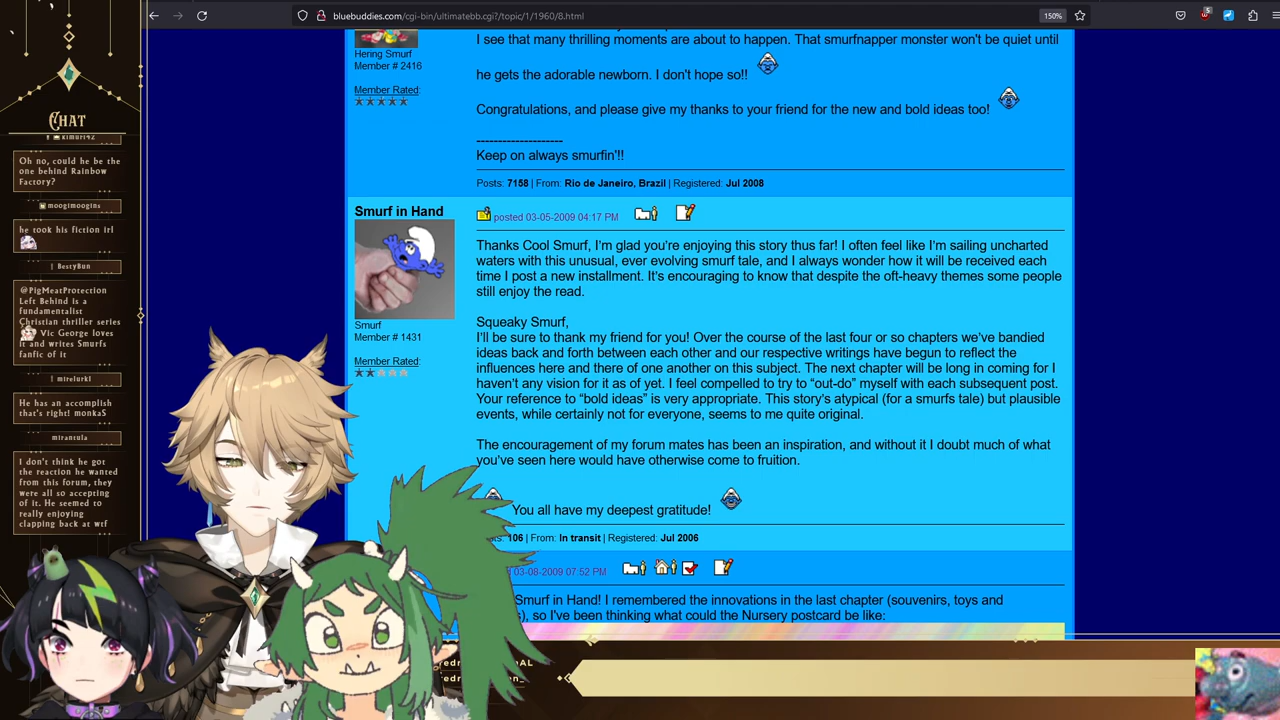 bluebuddies.com/cgi-bin/ultimatebb.cgi?/topic/1/1960/8.html
150%
5
CHAT
! kimuri42
Oh no, could he be the
one behind Rainbow
Factory?
moogimoogins
he took his fiction irl
! BestyBun
@PigMeatProtection
Left Behind is a
fundamentalist
Christian thriller series
Vic George loves
it and writes Smurfs
fanfic of it
! mirelurkl
He has an accomplish
that's right! monkaS
mirantula
I don't think he got
the reaction he wanted
from this forum, they
were all so accepting
of it. He seemed to
really enjoying
clapping back at wtf
Hering Smurf
Member # 2416
Member Rated:
I see that many thrilling moments are about to happen. That smurfnapper monster won't be quiet until
he gets the adorable newborn. I don't hope so!!
Congratulations, and please give my thanks to your friend for the new and bold ideas too!
--------------------
Keep on always smurfin'!!
Posts: 7158 | From: Rio de Janeiro, Brazil | Registered: Jul 2008
Smurf in Hand
Smurf
Member # 1431
Member Rated:
posted 03-05-2009 04:17 PM
Thanks Cool Smurf, I'm glad you're enjoying this story thus far! I often feel like I'm sailing uncharted
waters with this unusual, ever evolving smurf tale, and I always wonder how it will be received each
time I post a new installment. It's encouraging to know that despite the oft-heavy themes some people
still enjoy the read.
Squeaky Smurf,
I'll be sure to thank my friend for you! Over the course of the last four or so chapters we've bandied
ideas back and forth between each other and our respective writings have begun to reflect the
influences here and there of one another on this subject. The next chapter will be long in coming for I
haven't any vision for it as of yet. I feel compelled to try to “out-do” myself with each subsequent post.
Your reference to “bold ideas” is very appropriate. This story's atypical (for a smurfs tale) but plausible
events, while certainly not for everyone, seems to me quite original.
The encouragement of my forum mates has been an inspiration, and without it I doubt much of what
you've seen here would have otherwise come to fruition.
You all have my deepest gratitude!
106 | From: In transit | Registered: Jul 2006
03-08-2009 07:52 PM
Smurf in Hand! I remembered the innovations in the last chapter (souvenirs, toys and
), so I've been thinking what could the Nursery postcard be like: